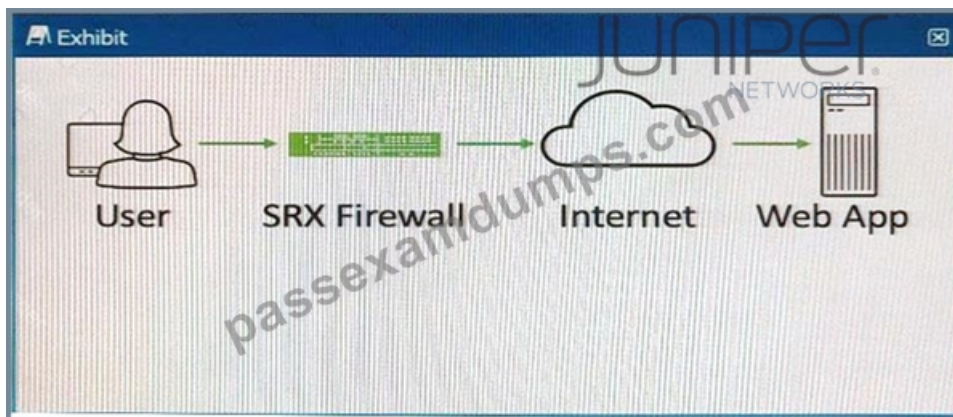 Exhibit
JUNIPER
NETWORKS
User
SRX Firewall
Internet
Web App
passexamdumps.com